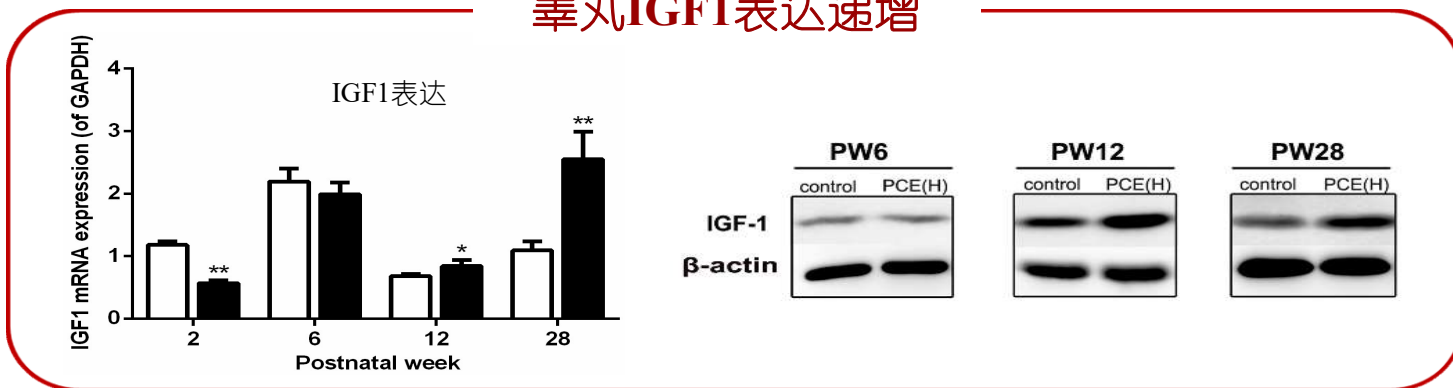 睾丸IGF1表达递增
IGF1 mRNA expression (of GAPDH)
4
3
2
1
0
IGF1表达
**
**
*
2 6 12 28
Postnatal week
PW6 PW12 PW28
control PCE(H) control PCE(H) control PCE(H)
IGF-1
β-actin